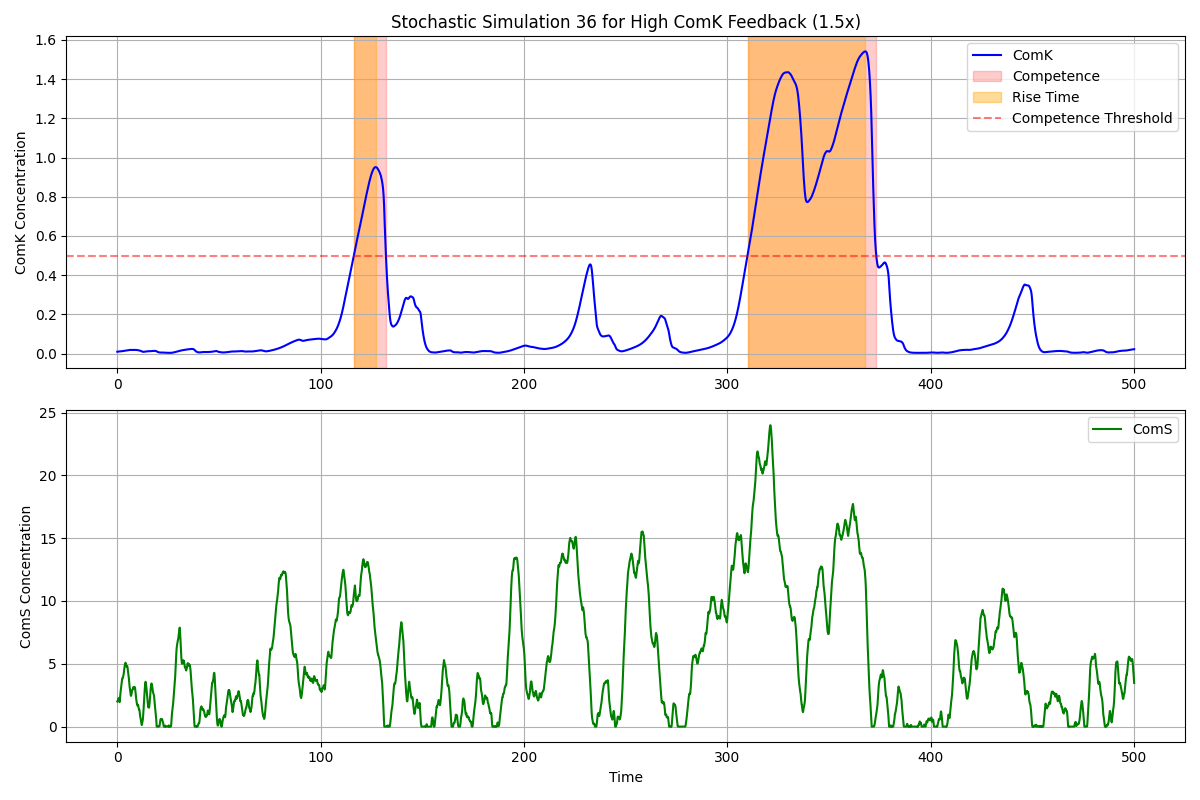 Stochastic Simulation 36 for High ComK Feedback (1.5x)
ComK Concentration
1.6
1.4
1.2
1.0
0.8
0.6
0.4
0.2
0.0
ComK
Competence
Rise Time
Competence Threshold
0 100 200 300 400 500
ComS Concentration
25
20
15
10
5
0
ComS
0 100 200 300 400 500
Time